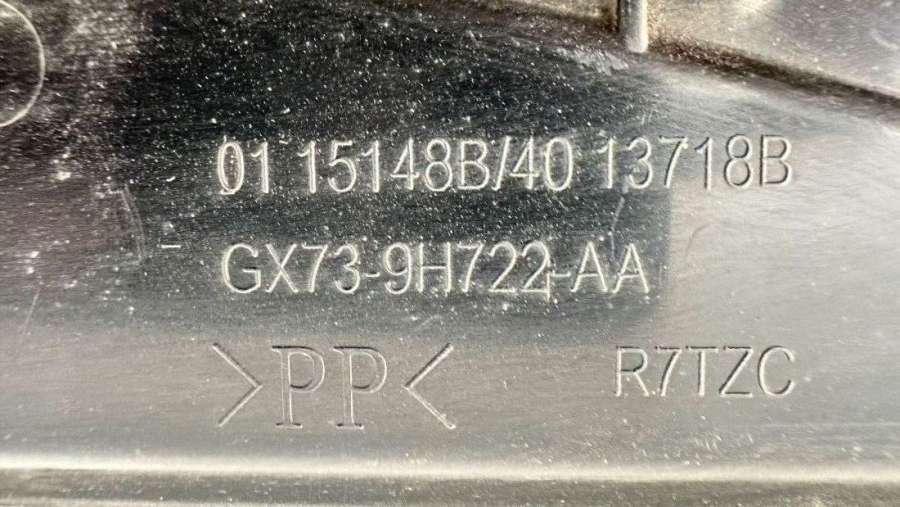 01 15148B/40 13718B
GX73-9H722-AA
>PP< R7TZC